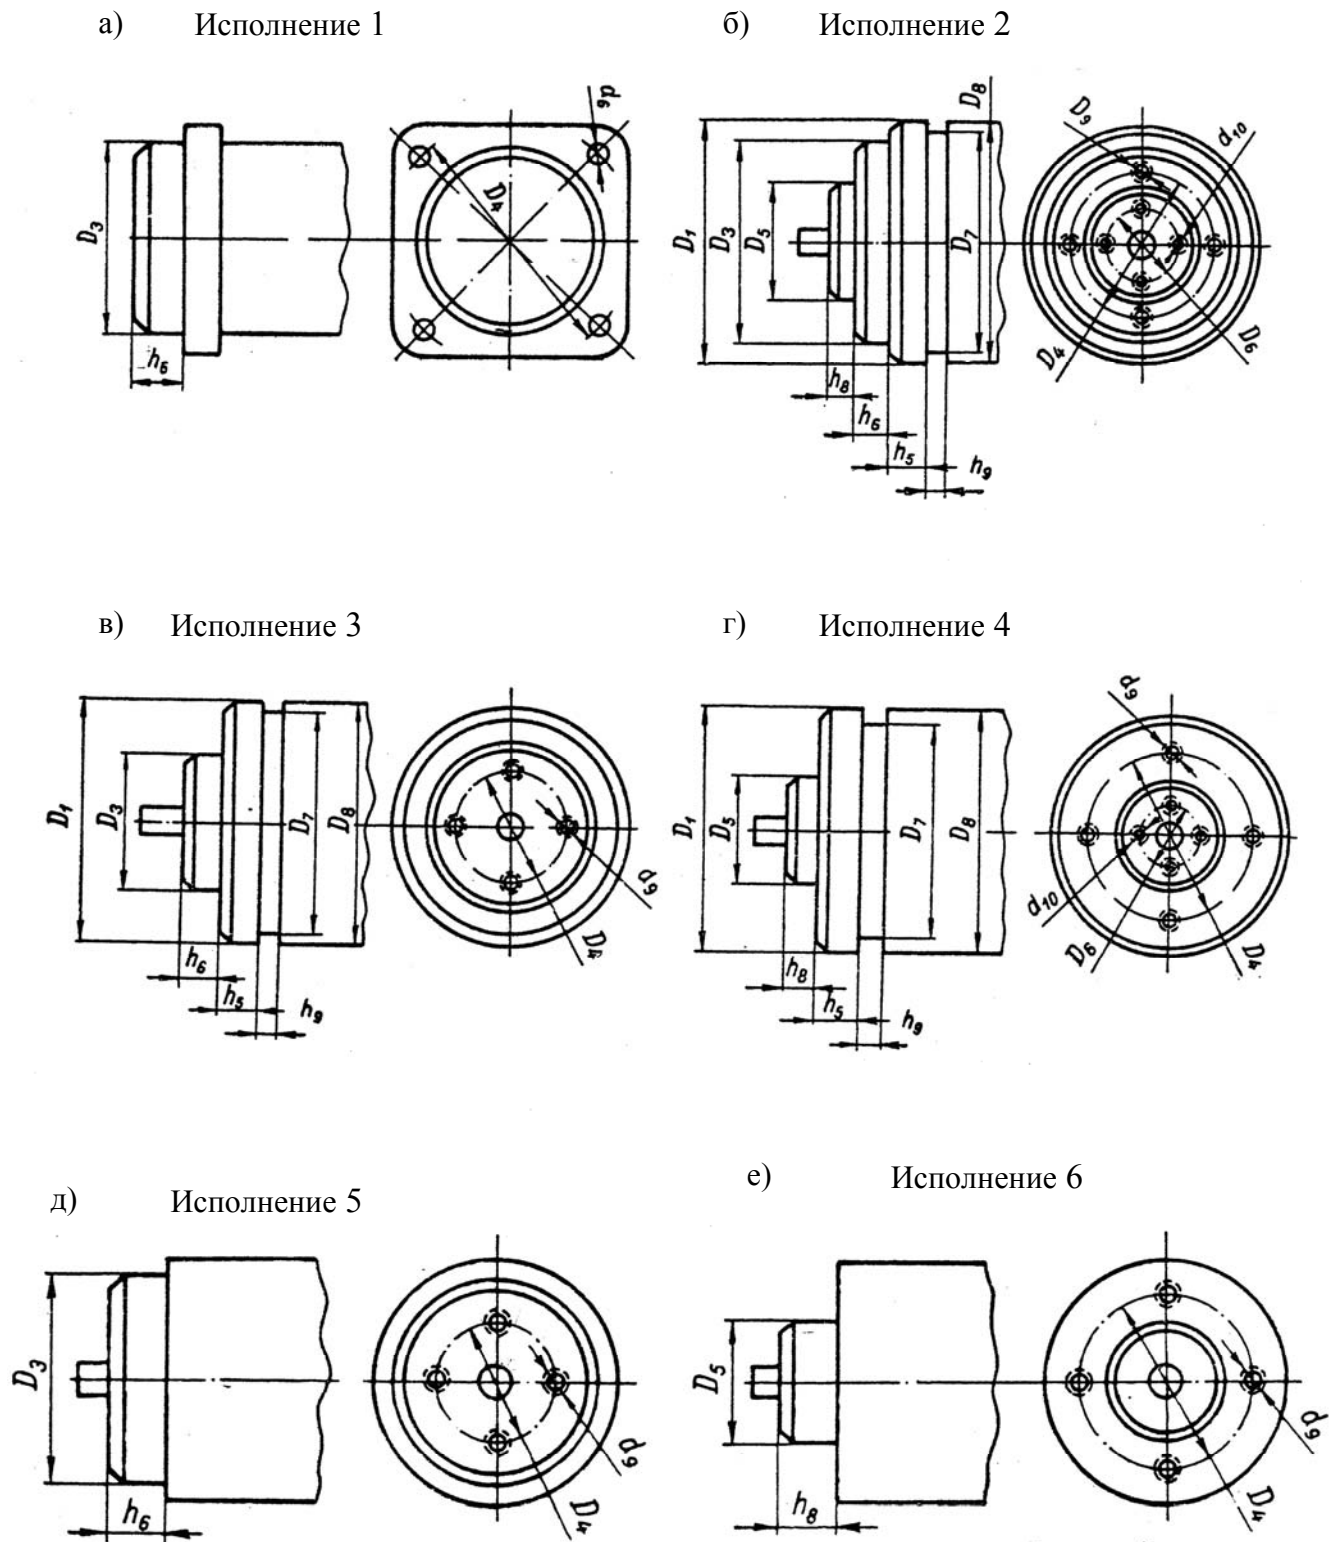 а) Исполнение 1
б) Исполнение 2
D₃
h₆
D₄
d₆
D₁
D₃
D₅
D₇
D₈
h₈
h₆
h₅
h₉
D₉
d₁₀
D₄
D₆
в) Исполнение 3
г) Исполнение 4
D₁
D₃
D₇
D₈
h₆
h₅
h₉
d₉
D₄
D₁
D₅
D₇
D₈
h₈
h₅
h₉
d₉
d₁₀
D₆
D₄
д) Исполнение 5
е) Исполнение 6
D₃
h₆
d₉
D₄
D₅
h₈
d₉
D₄